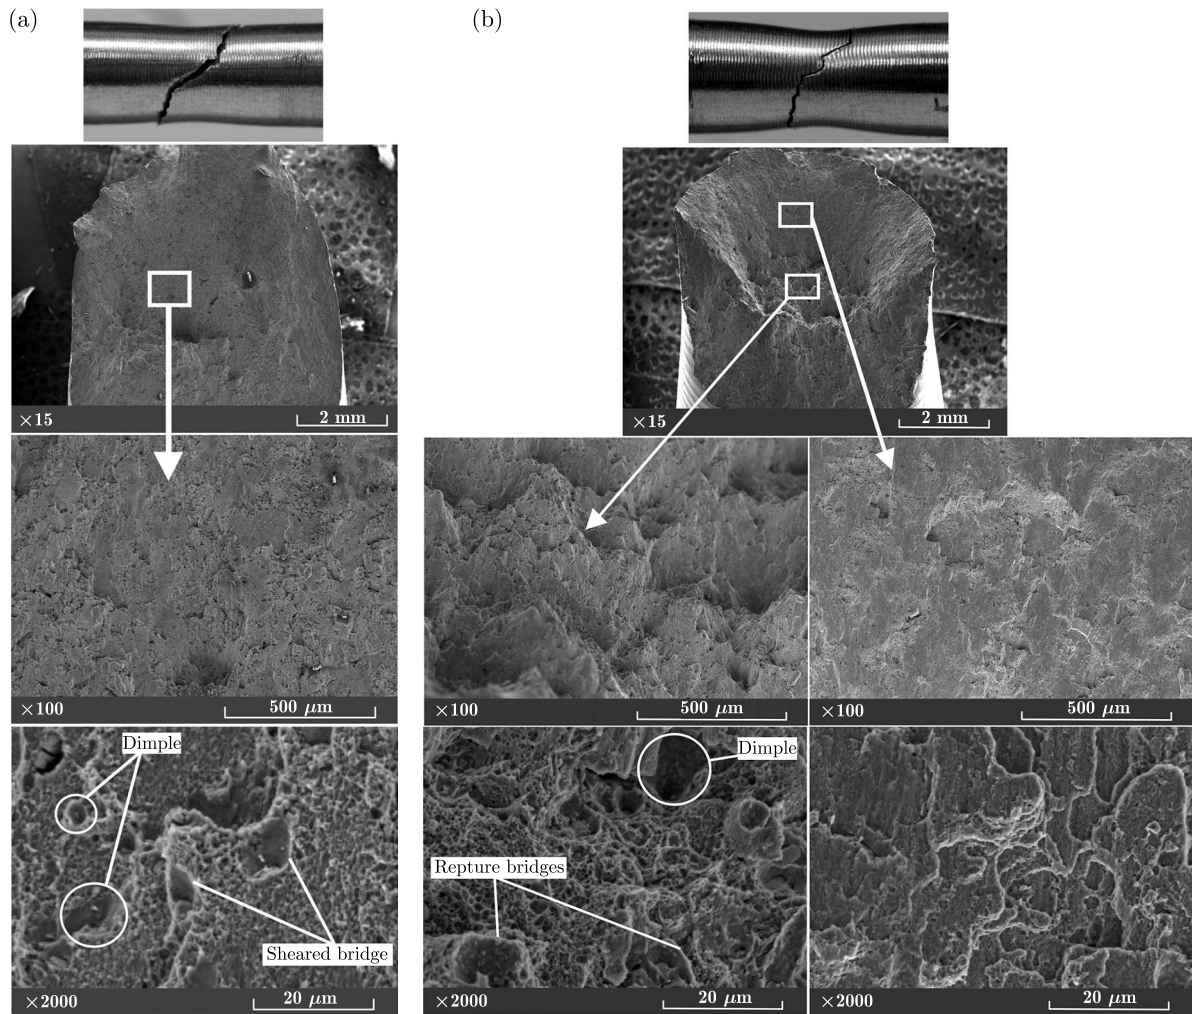 (a)
(b)
×15
2 mm
×15
2 mm
×100
500 µm
×100
500 µm
×100
500 µm
Dimple
Sheared bridge
×2000
20 µm
Dimple
Repture bridges
×2000
20 µm
×2000
20 µm